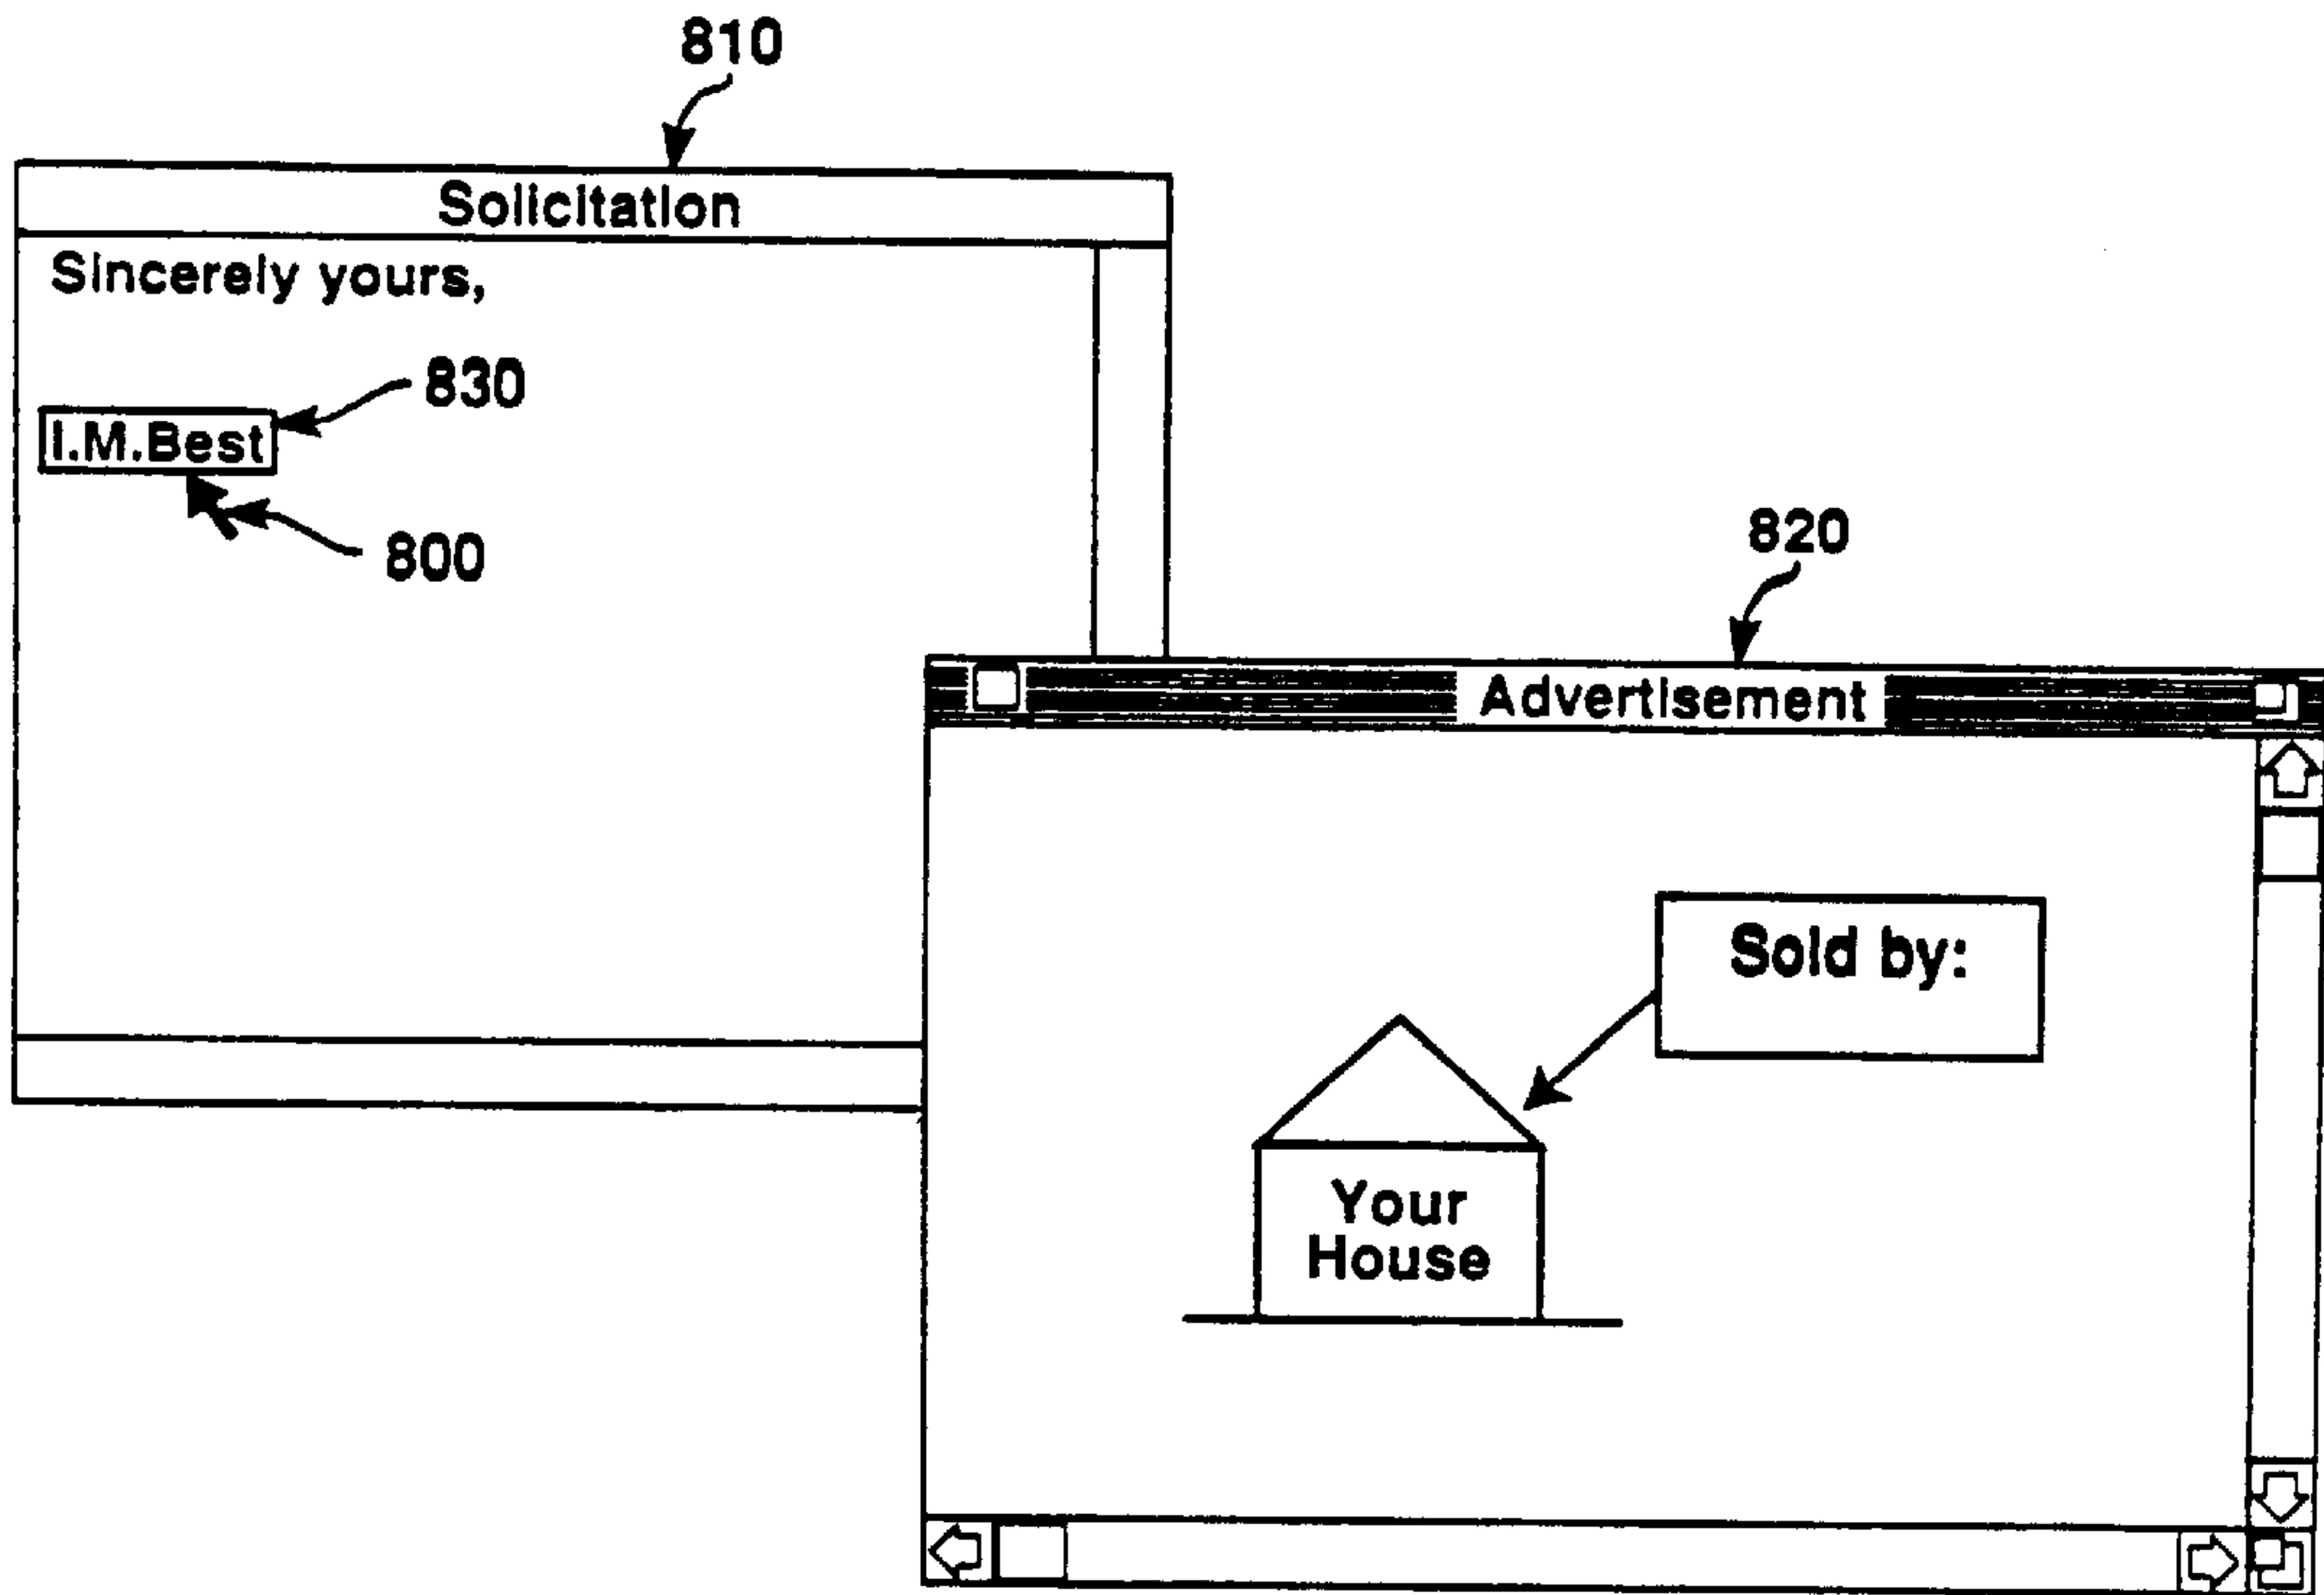 810
Solicitation
Sincerely yours,
830
I.M.Best
800
820
Advertisement
Sold by:
Your
House